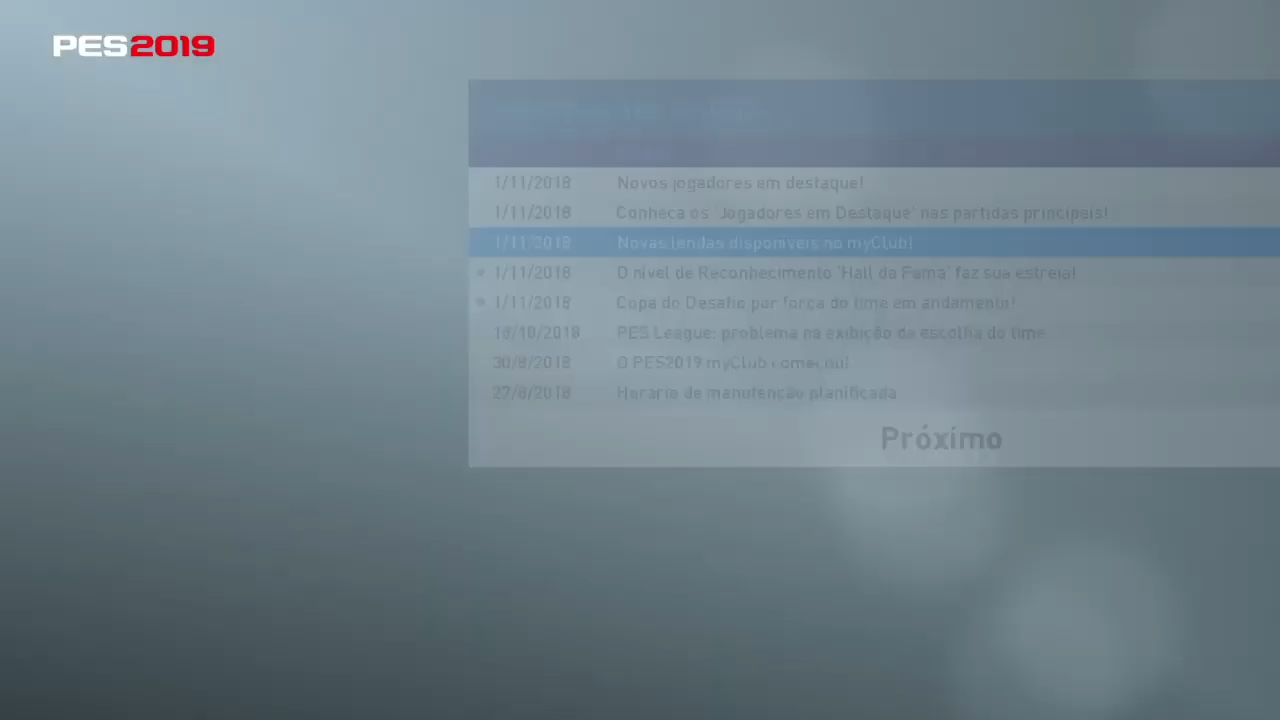 PES2019
1/11/2018 Novos jogadores em destaque!
1/11/2018 Conheça os 'Jogadores em Destaque' nas partidas principais!
1/11/2018 Novas lendas disponíveis no myClub!
1/11/2018 O nível de Reconhecimento 'Hall da Fama' faz sua estreia!
1/11/2018 Copa do Desafio por força do time em andamento!
18/10/2018 PES League: problema na exibição de escolha do time
30/8/2018 O PES2019 myClub começou!
27/8/2018 Horário de manutenção planificada
Próximo